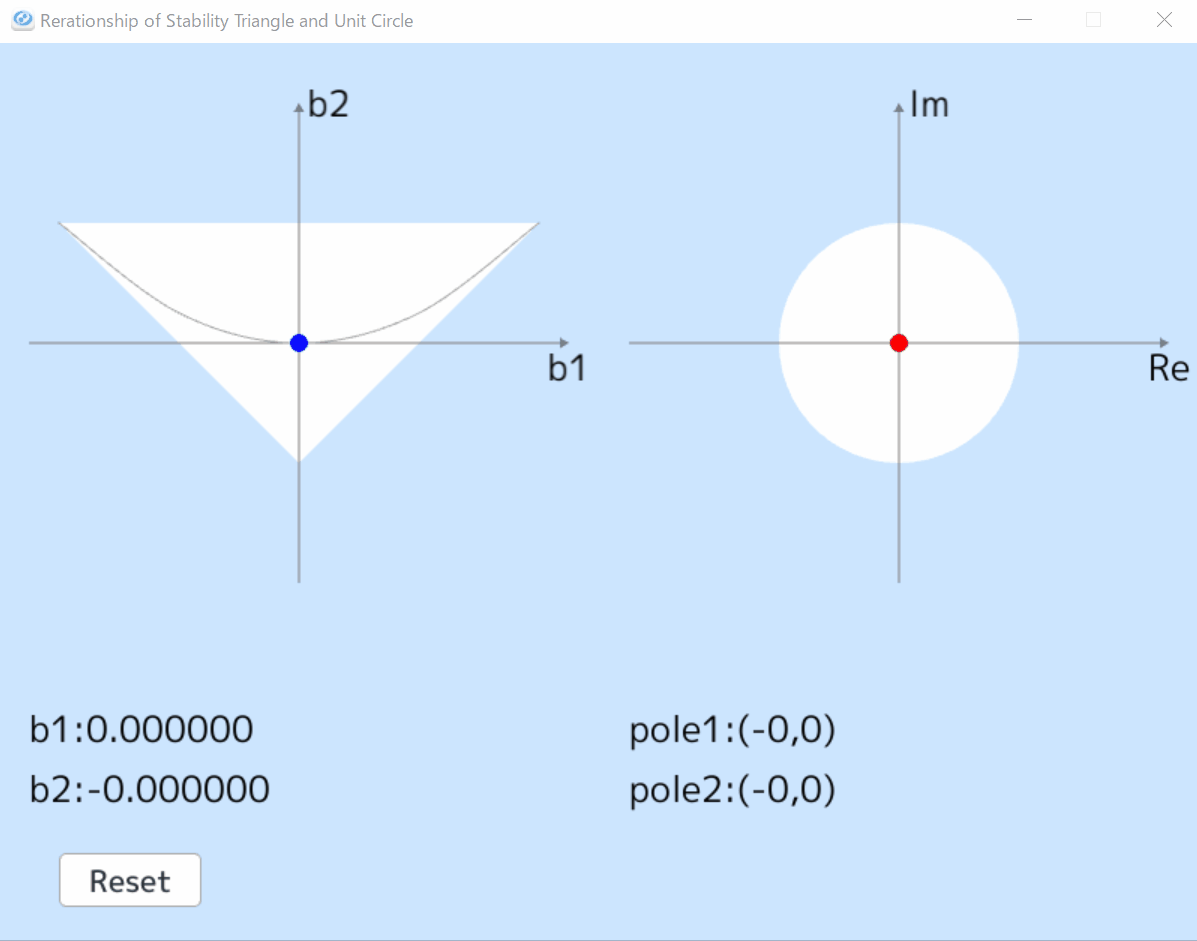 Rerationship of Stability Triangle and Unit Circle
b2
b1
Im
Re
b1:0.000000
b2:-0.000000
pole1:(-0,0)
pole2:(-0,0)
Reset